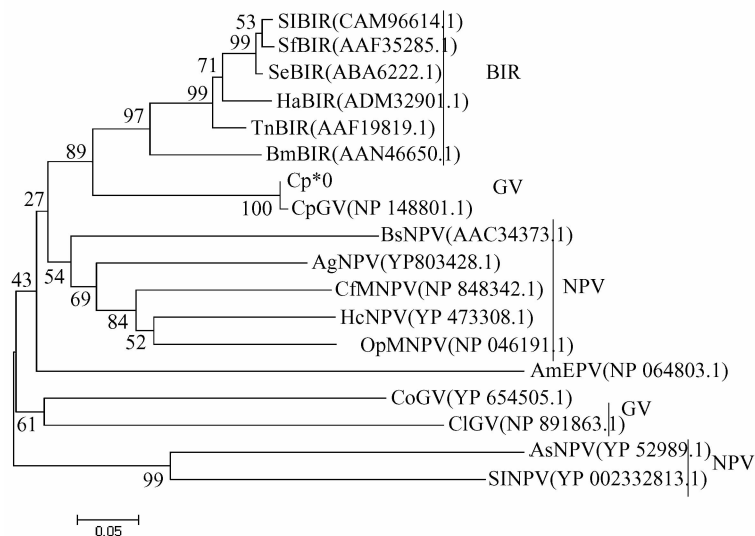 53 SIBIR(CAM96614.1)
SfBIR(AAF35285.1)
99
SeBIR(ABA6222.1) BIR
71
HaBIR(ADM32901.1)
99
97
TnBIR(AAF19819.1)
BmBIR(AAN46650.1)
89
Cp*0 GV
27
100 CpGV(NP 148801.1)
BsNPV(AAC34373.1)
54
AgNPV(YP803428.1)
43
69
CfMNPV(NP 848342.1) NPV
84
HcNPV(YP 473308.1)
52 OpMNPV(NP 046191.1)
AmEPV(NP 064803.1)
CoGV(YP 654505.1) GV
61
ClGV(NP 891863.1)
AsNPV(YP 52989.1) NPV
99 SINPV(YP 002332813.1)
0.05